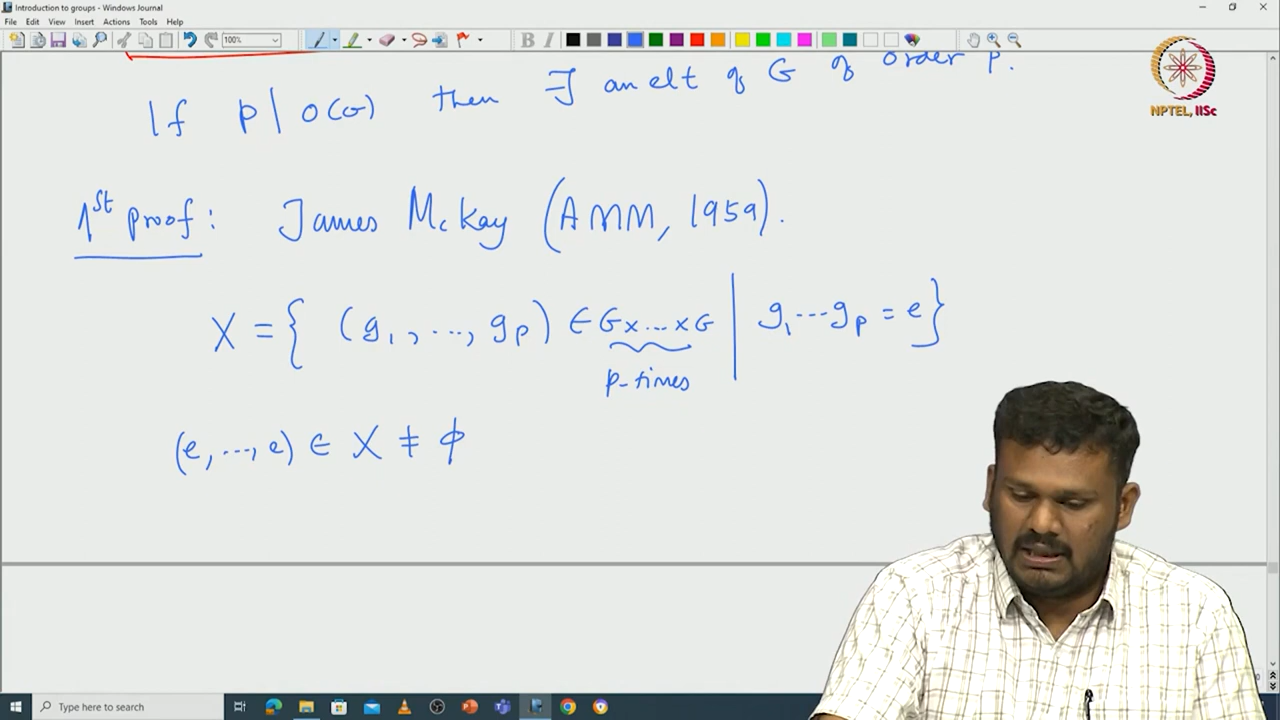 Introduction to groups - Windows Journal
File Edit View Insert Actions Tools Help
100%
B I
NPTEL, IISc
If p | o(G) then ∃ an elt of G of order p.
1st proof: James McKay (AMM, 1959).
X = { (g₁, ..., gₚ) ∈ G x ... x G | g₁ ... gₚ = e }
p-times
(e, ..., e) ∈ X ≠ ϕ
Type here to search